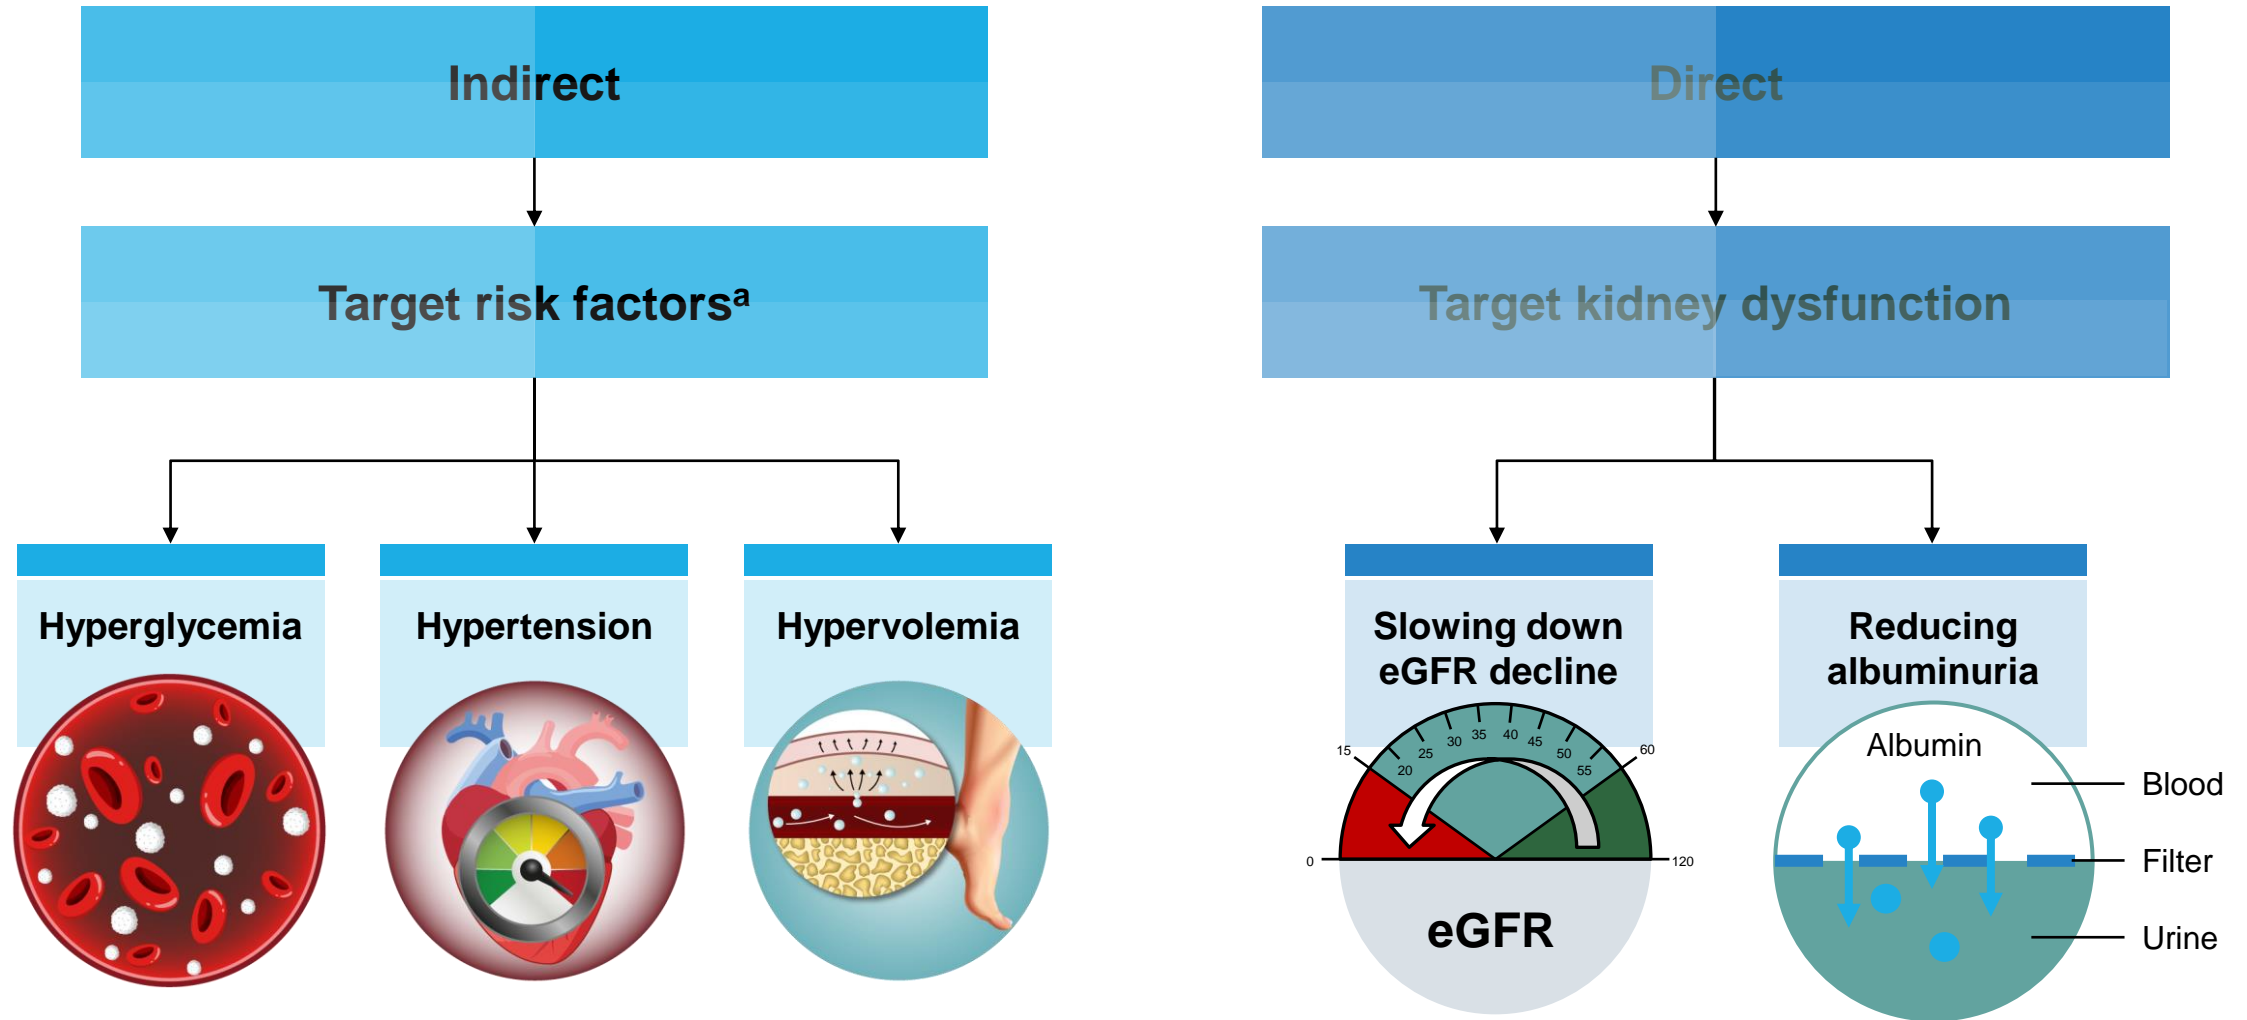 Indirect
Direct
Target risk factorsᵃ
Target kidney dysfunction
Hyperglycemia
Hypertension
Hypervolemia
Slowing down
eGFR decline
Reducing
albuminuria
0
15
20
25
30
35
40
45
50
55
60
120
eGFR
Albumin
Blood
Filter
Urine